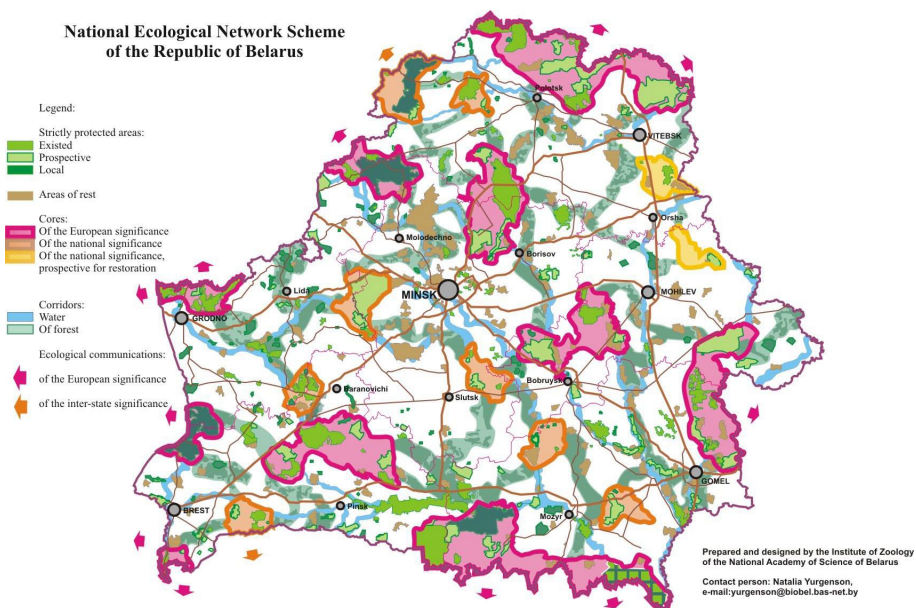 National Ecological Network Scheme
of the Republic of Belarus
Legend:
Strictly protected areas:
Existed
Prospective
Local
Areas of rest
Cores:
Of the European significance
Of the national significance
Of the national significance,
prospective for restoration
Corridors:
Water
Of forest
Ecological communications:
of the European significance
of the inter-state significance
Polotsk
VITEBSK
Orsha
Molodechno
Borisov
Lida
MINSK
MOHILEV
GRODNO
Baranovichi
Bobruysk
Slutsk
GOMEL
Pinsk
BREST
Mozyr
Prepared and designed by the Institute of Zoology
of the National Academy of Science of Belarus
Contact person: Natalia Yurgenson,
e-mail:yurgenson@biobel.bas-net.by